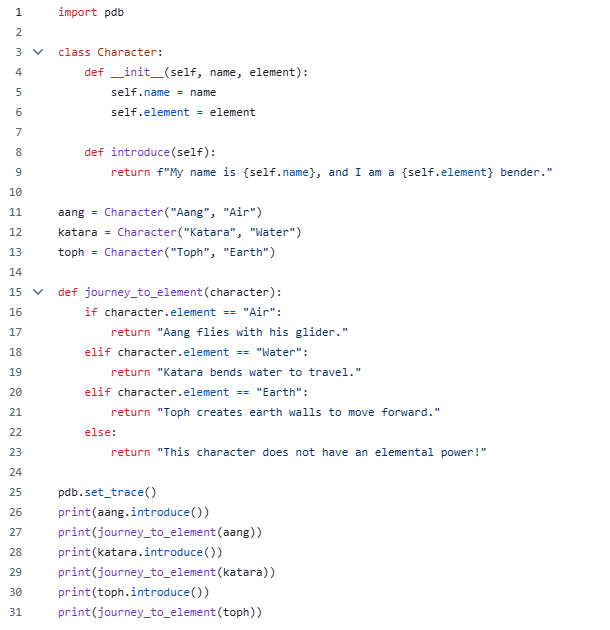 1 import pdb
2
3 class Character:
4     def __init__(self, name, element):
5         self.name = name
6         self.element = element
7
8     def introduce(self):
9         return f"My name is {self.name}, and I am a {self.element} bender."
10
11 aang = Character("Aang", "Air")
12 katara = Character("Katara", "Water")
13 toph = Character("Toph", "Earth")
14
15 def journey_to_element(character):
16     if character.element == "Air":
17         return "Aang flies with his glider."
18     elif character.element == "Water":
19         return "Katara bends water to travel."
20     elif character.element == "Earth":
21         return "Toph creates earth walls to move forward."
22     else:
23         return "This character does not have an elemental power!"
24
25 pdb.set_trace()
26 print(aang.introduce())
27 print(journey_to_element(aang))
28 print(katara.introduce())
29 print(journey_to_element(katara))
30 print(toph.introduce())
31 print(journey_to_element(toph))